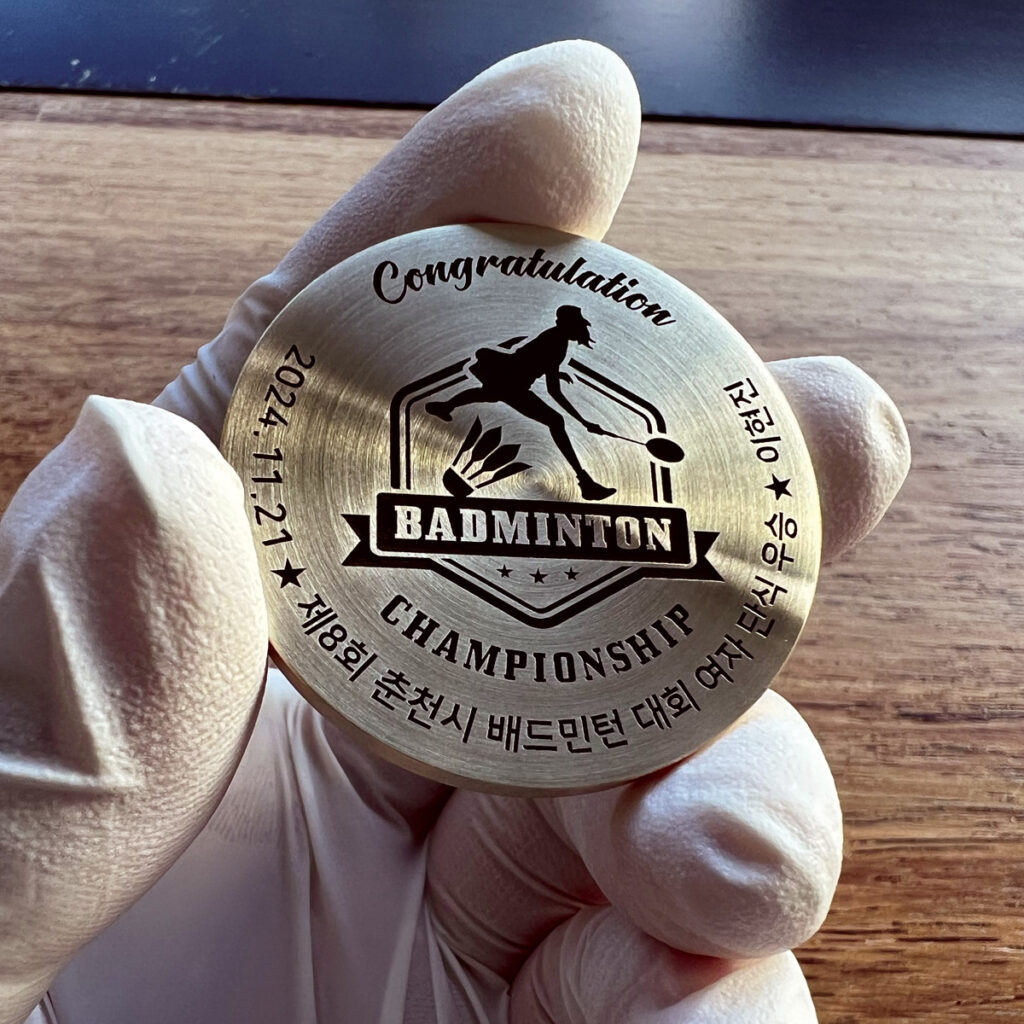 Congratulation
BADMINTON
CHAMPIONSHIP
2024.11.21 ★ 제8회 춘천시 배드민턴 대회 여자 단식 우승 ★ 이현진